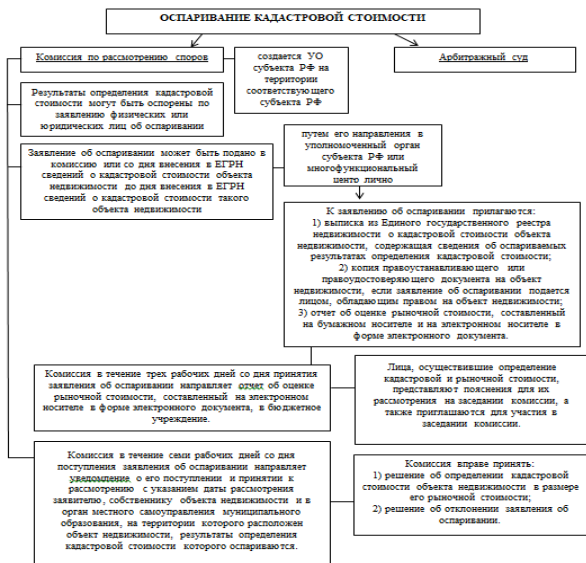 ОСПАРИВАНИЕ КАДАСТРОВОЙ СТОИМОСТИ
Комиссия по рассмотрению споров
создается УО
субъекта РФ на
территории
соответствующего
субъекта РФ
Арбитражный суд
Результаты определения кадастровой
стоимости могут быть оспорены по
заявлению физических или
юридических лиц об оспаривании
Заявление об оспаривании может быть подано в
комиссию или со дня внесения в ЕГРН
сведений о кадастровой стоимости объекта
недвижимости до дня внесения в ЕГРН
сведений о кадастровой стоимости такого
объекта недвижимости
путем его направления в
уполномоченный орган
субъекта РФ или
многофункциональный
центр лично
К заявлению об оспаривании прилагаются:
1) выписка из Единого государственного реестра
недвижимости о кадастровой стоимости объекта
недвижимости, содержащая сведения об оспариваемых
результатах определения кадастровой стоимости;
2) копия правоустанавливающего или
правоудостоверяющего документа на объект
недвижимости, если заявление об оспаривании подается
лицом, обладающим правом на объект недвижимости;
3) отчет об оценке рыночной стоимости, составленный
на бумажном носителе и на электронном носителе в
форме электронного документа.
Комиссия в течение трех рабочих дней со дня принятия
заявления об оспаривании направляет отчет об оценке
рыночной стоимости, составленный на электронном
носителе в форме электронного документа, в бюджетное
учреждение.
Лица, осуществившие определение
кадастровой и рыночной стоимости,
представляют пояснения для их
рассмотрения на заседании комиссии, а
также приглашаются для участия в
заседании комиссии.
Комиссия в течение семи рабочих дней со дня
поступления заявления об оспаривании направляет
уведомление о его поступлении и принятии к
рассмотрению с указанием даты рассмотрения
заявителю, собственнику объекта недвижимости и в
орган местного самоуправления муниципального
образования, на территории которого расположен
объект недвижимости, результаты определения
кадастровой стоимости которого оспариваются.
Комиссия вправе принять:
1) решение об определении кадастровой
стоимости объекта недвижимости в размере
его рыночной стоимости;
2) решение об отклонении заявления об
оспаривании.